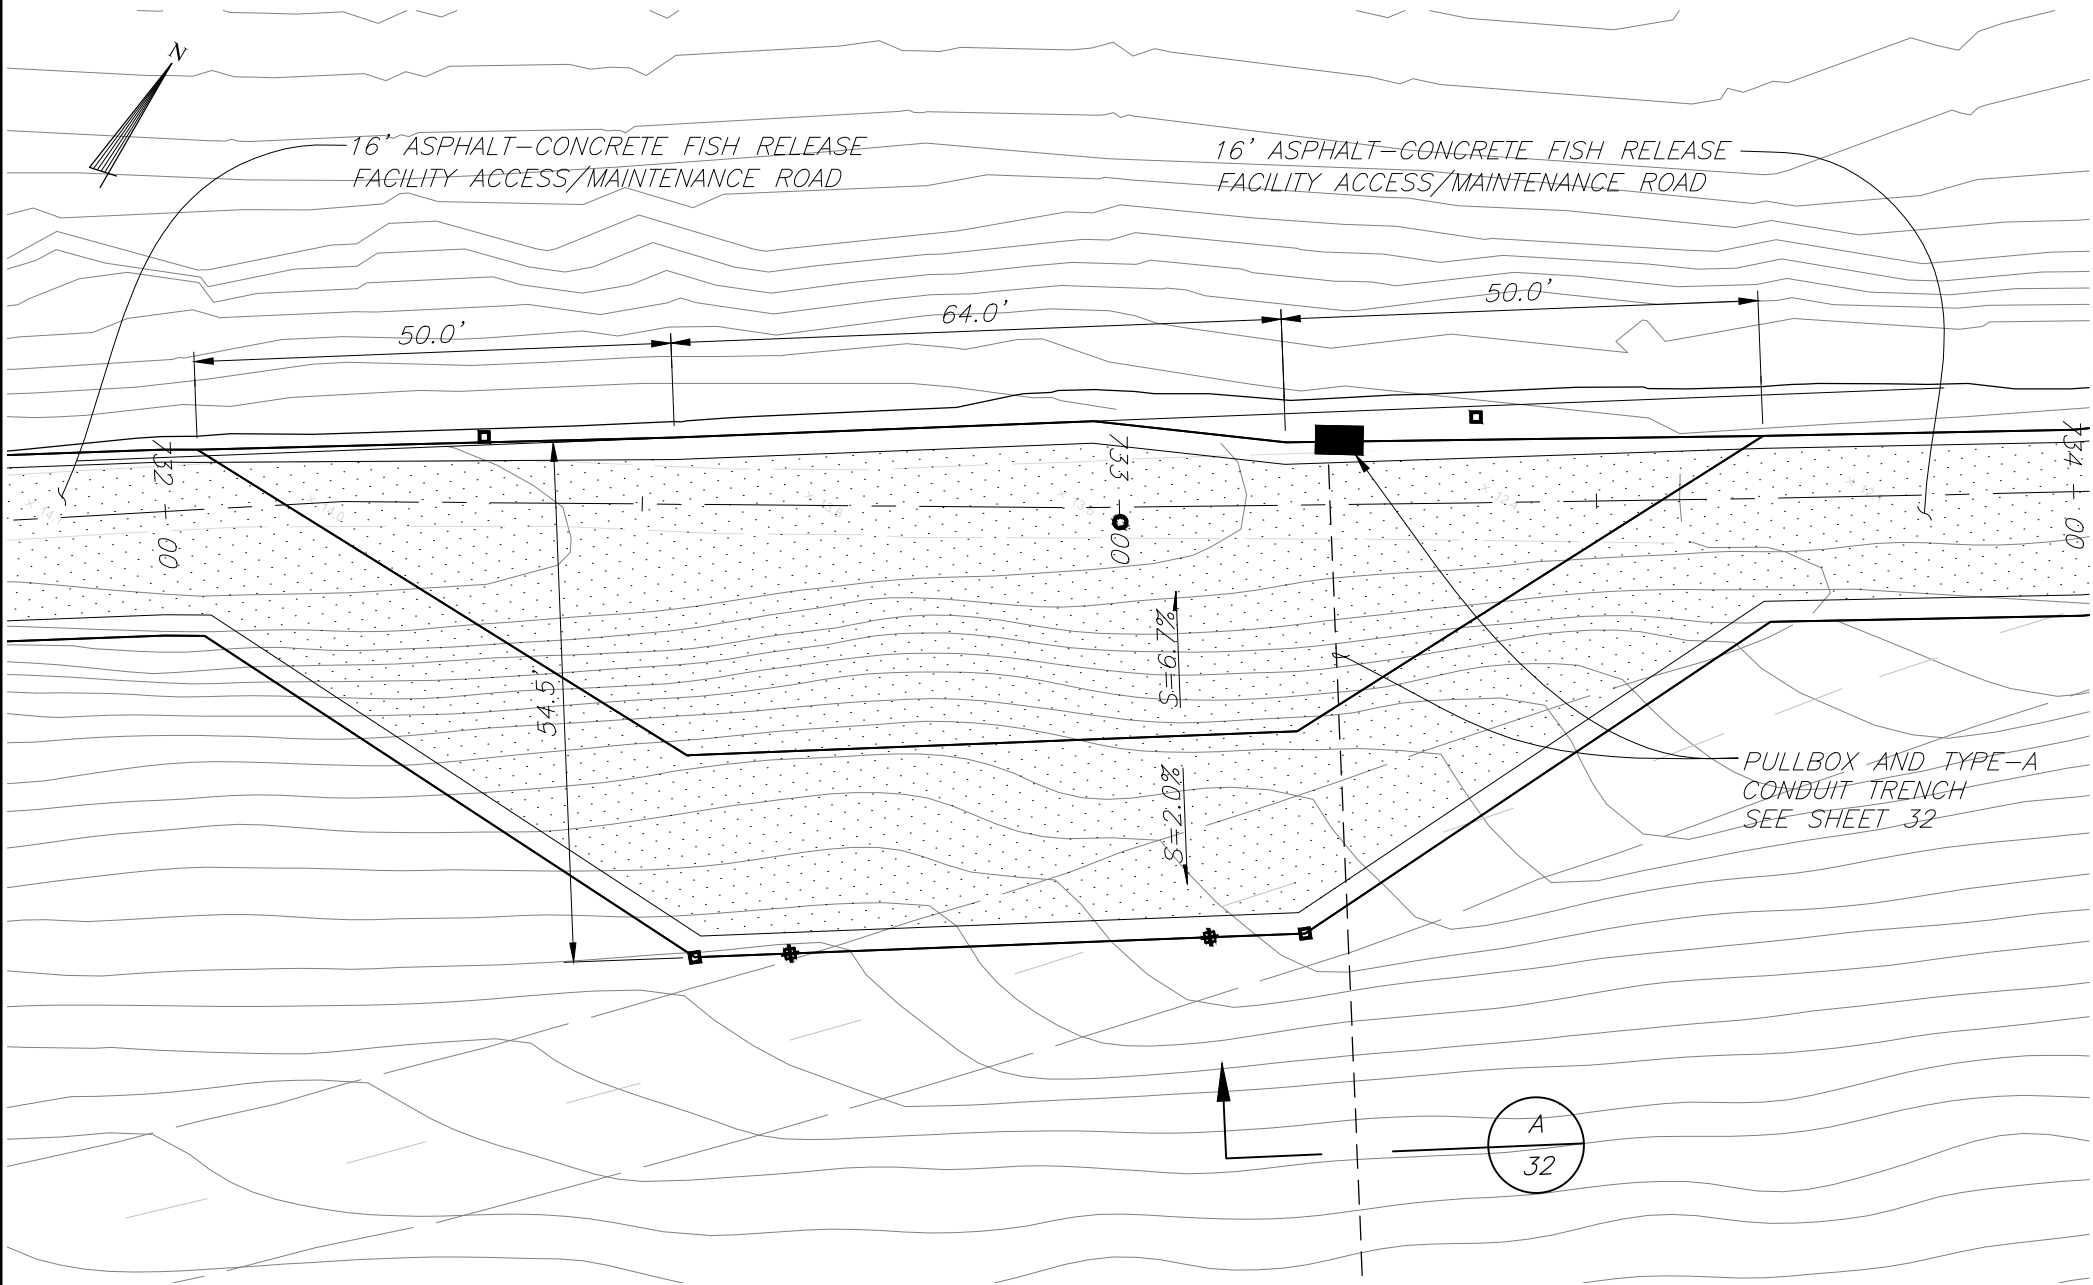 N
16' ASPHALT-CONCRETE FISH RELEASE
FACILITY ACCESS/MAINTENANCE ROAD
16' ASPHALT-CONCRETE FISH RELEASE
FACILITY ACCESS/MAINTENANCE ROAD
50.0'
64.0'
50.0'
732 - 00
733 - 00
734 - 00
x 14.0
54.5'
S=6.7%
S=2.0%
PULLBOX AND TYPE-A
CONDUIT TRENCH
SEE SHEET 32
A
32